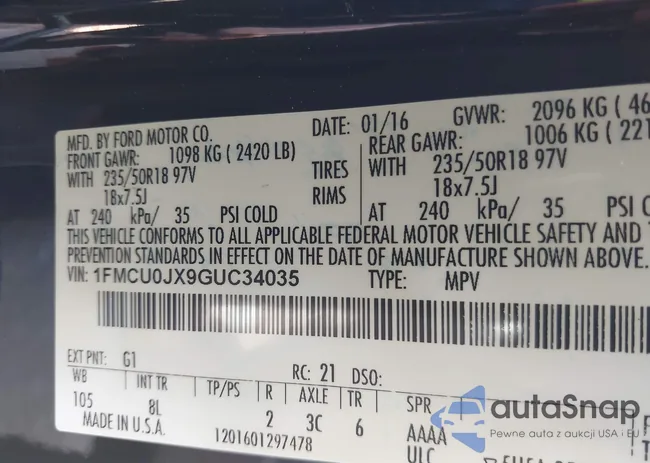 MFD. BY FORD MOTOR CO. DATE: 01/16 GVWR: 2096 KG ( 46
FRONT GAWR: 1098 KG ( 2420 LB) REAR GAWR: 1006 KG ( 221
WITH 235/50R18 97V TIRES WITH 235/50R18 97V
18x7.5J RIMS 18x7.5J
AT 240 kPa/ 35 PSI COLD AT 240 kPa/ 35 PSI C
THIS VEHICLE CONFORMS TO ALL APPLICABLE FEDERAL MOTOR VEHICLE SAFETY AND
PREVENTION STANDARDS IN EFFECT ON THE DATE OF MANUFACTURE SHOWN ABOVE.
VIN: 1FMCU0JX9GUC34035 TYPE: MPV
EXT PNT: G1 RC: 21 DSO:
WB INT TR TP/PS R AXLE TR SPR
105 8L 2 3C 6 AAAA
MADE IN U.S.A. 1201601297478 ULC
autaSnap
Pewne auta z aukcji USA i EU